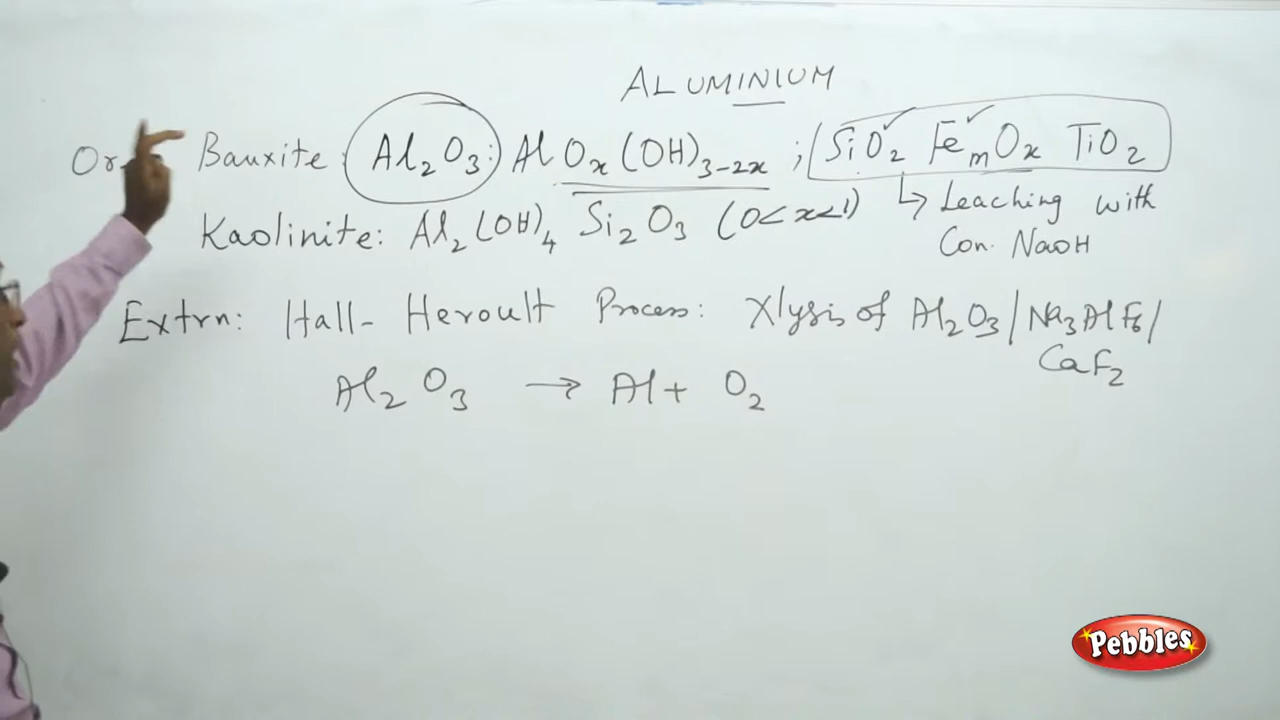 ALUMINIUM
Bauxite : Al₂O₃ : AlOₓ(OH)₃₋₂ₓ ; SiO₂ FeₘOₓ TiO₂
Kaolinite: Al₂(OH)₄ Si₂O₃ (0<x<1) ↳ Leaching with
Con. NaOH
Extrn: Hall-Heroult Process: Xlysis of Al₂O₃/Na₃AlF₆/
CaF₂
Al₂O₃ → Al + O₂
Pebbles